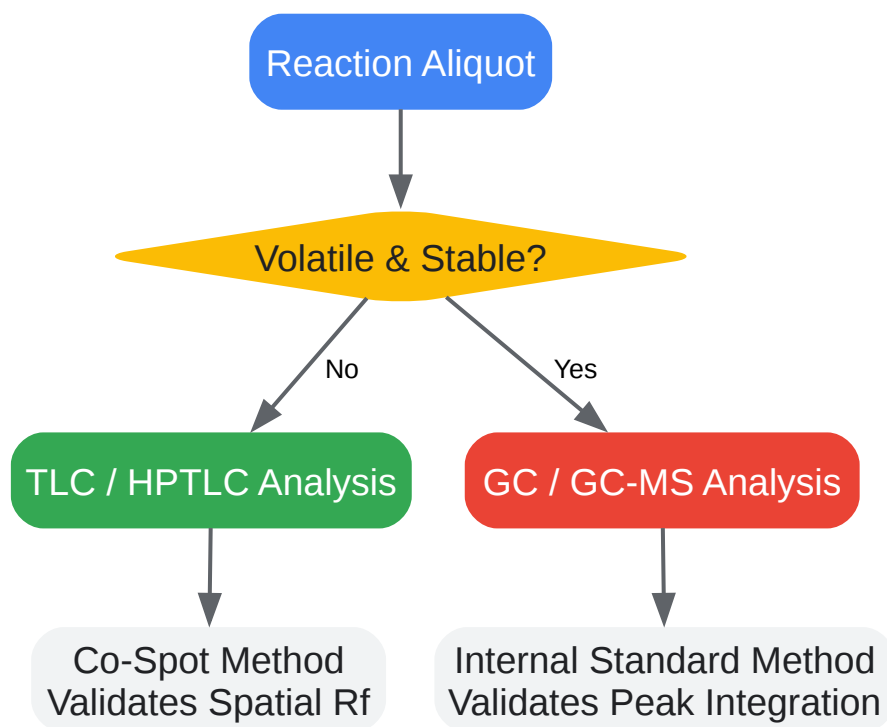 Reaction Aliquot
Volatile & Stable?
No
Yes
TLC / HPTLC Analysis
GC / GC-MS Analysis
Co-Spot Method
Validates Spatial Rf
Internal Standard Method
Validates Peak Integration